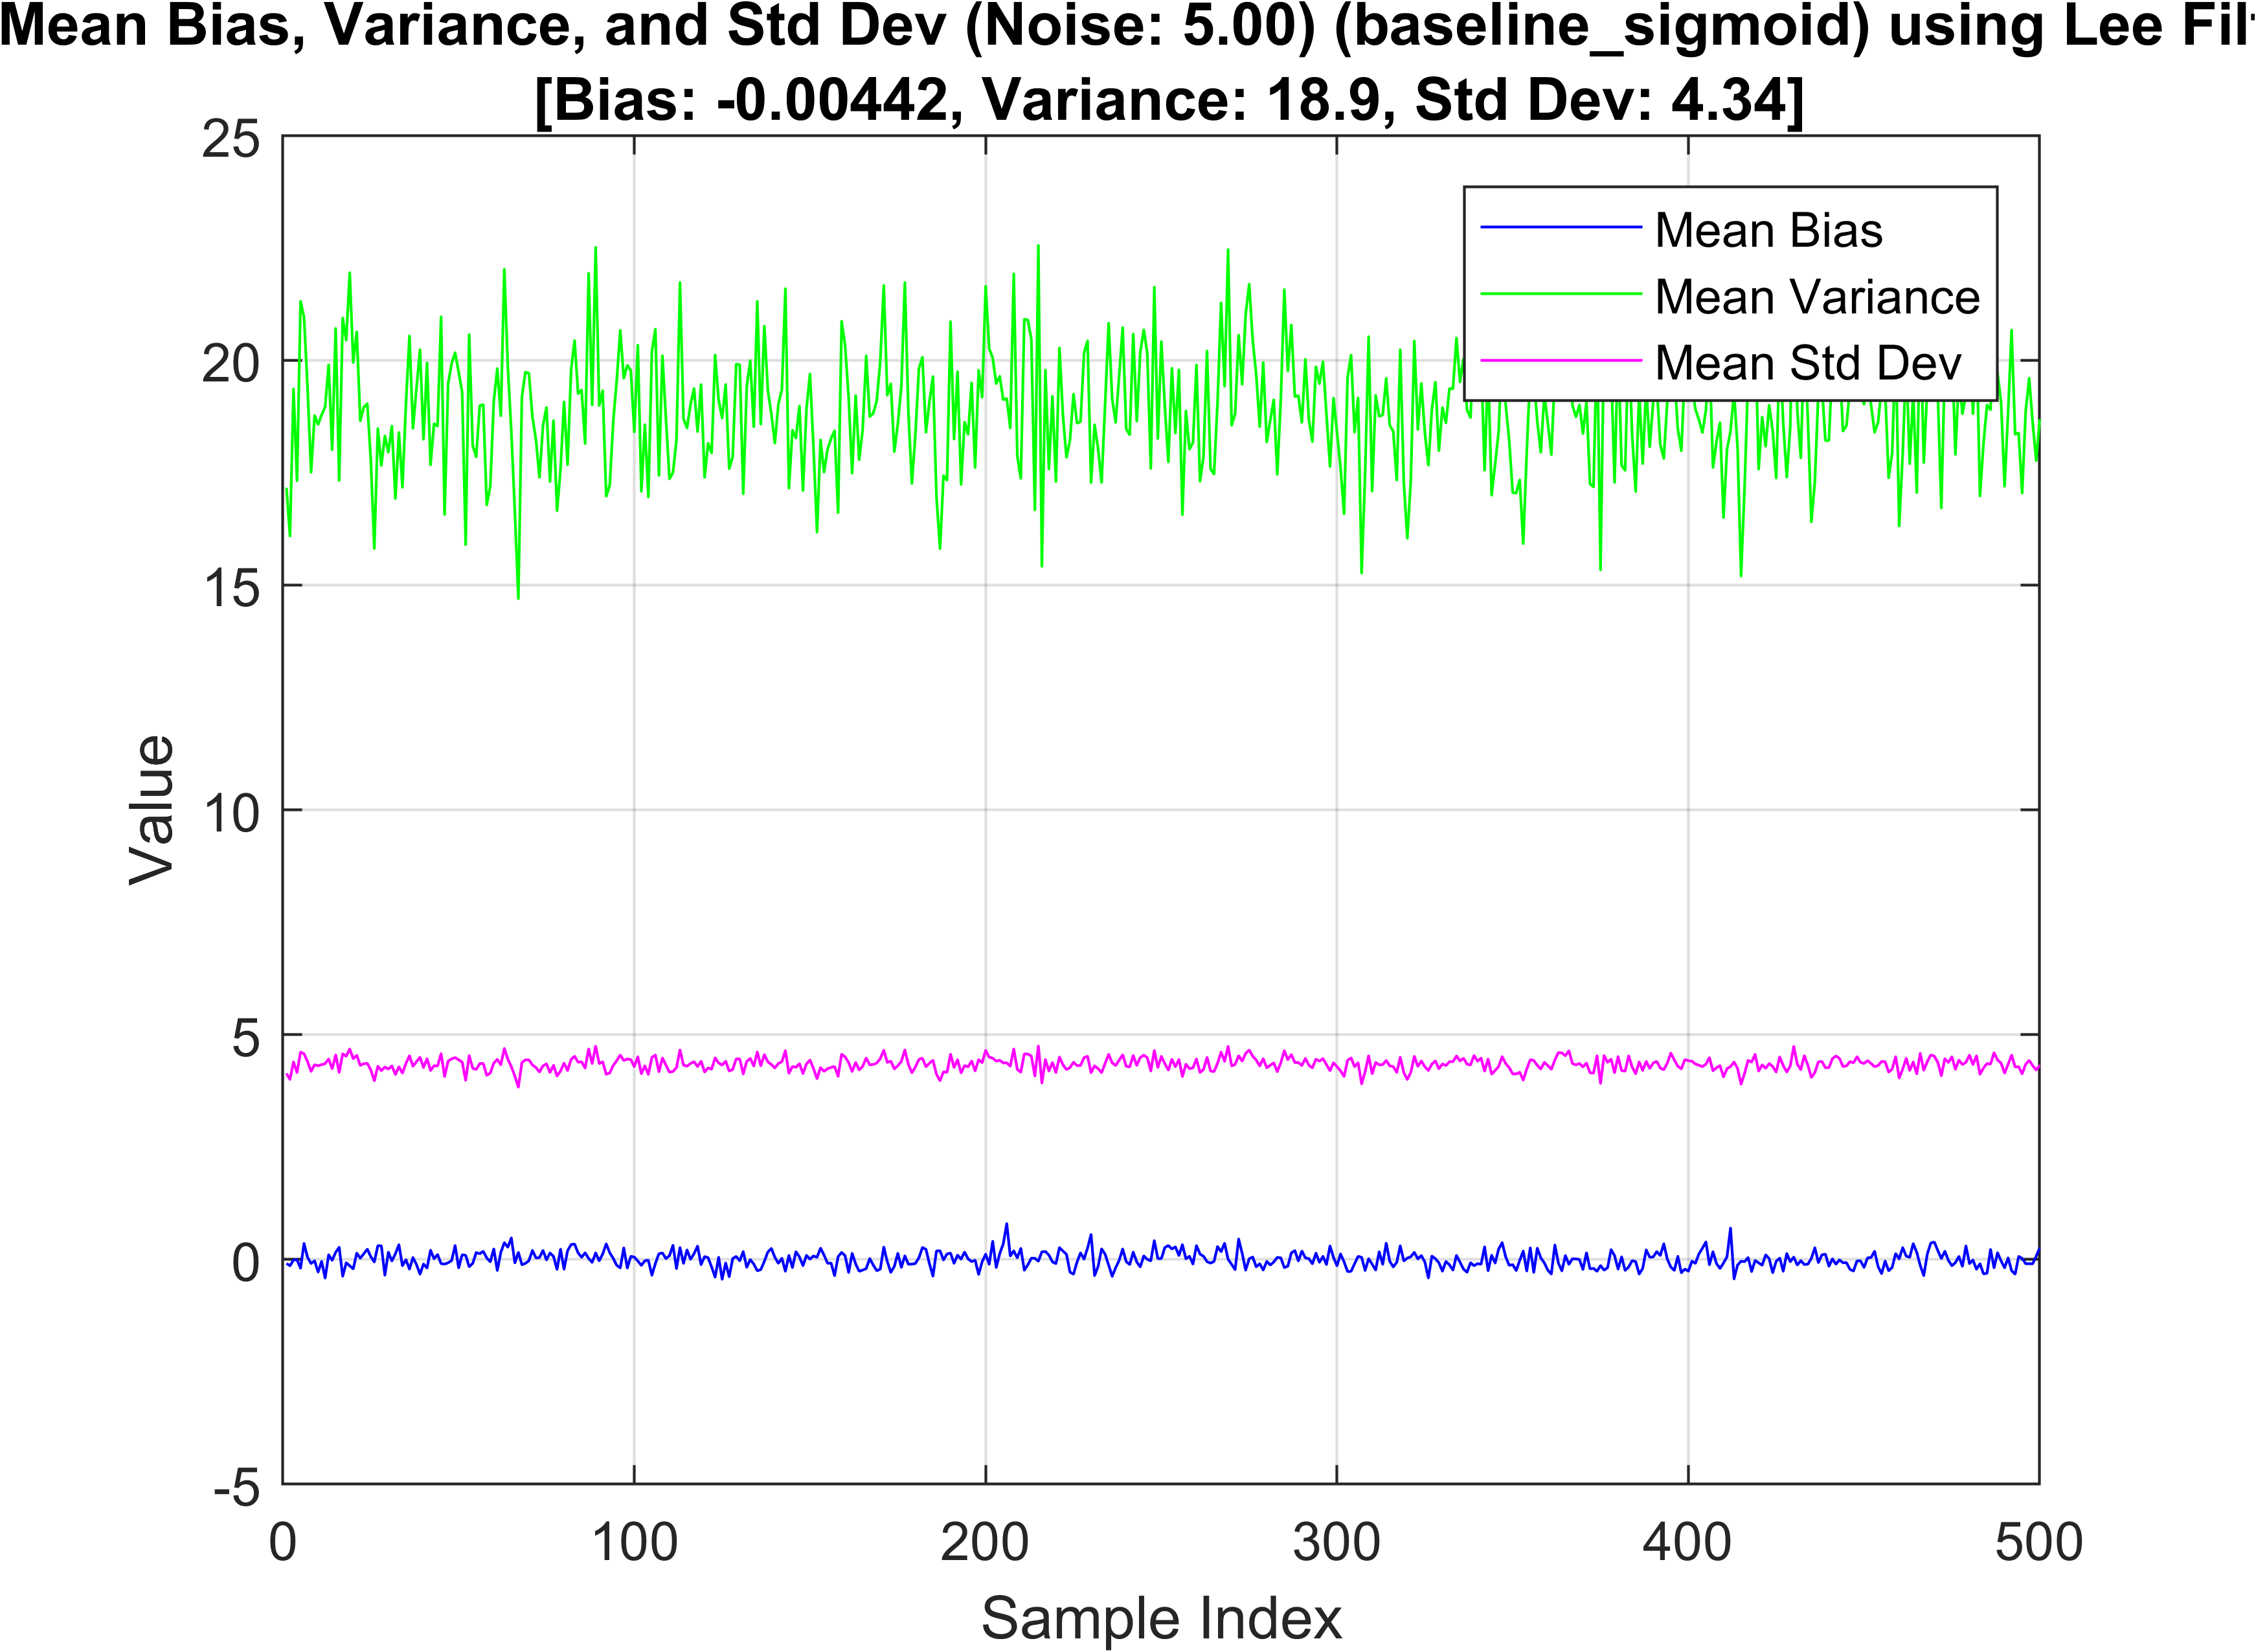 Mean Bias, Variance, and Std Dev (Noise: 5.00) (baseline_sigmoid) using Lee
[Bias: -0.00442, Variance: 18.9, Std Dev: 4.34]
25
20
15
10
5
0
-5
Value
Mean Bias
Mean Variance
Mean Std Dev
0 100 200 300 400 500
Sample Index